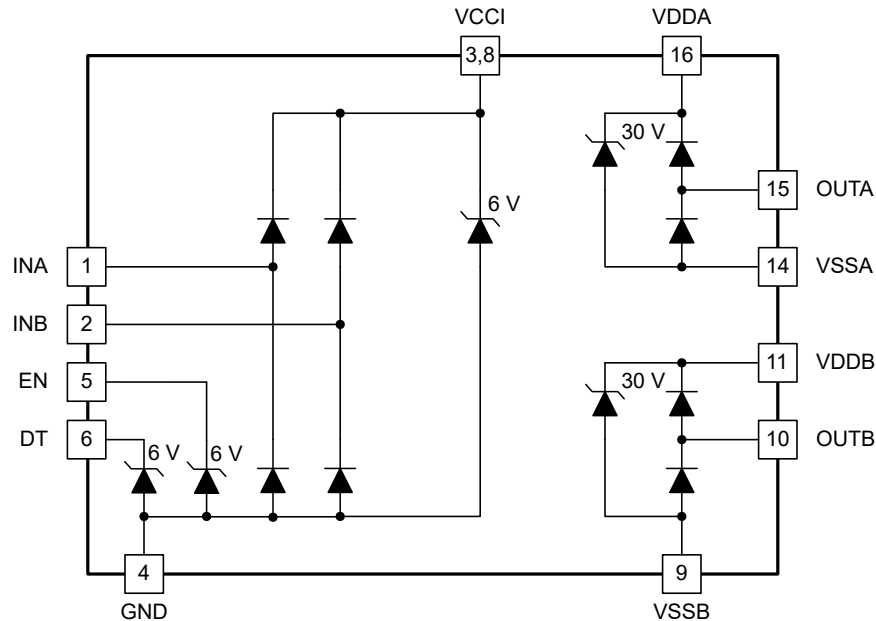 VCCI
VDDA
3,8
16
30 V
15
OUTA
6 V
INA
1
14
VSSA
INB
2
11
VDDB
EN
5
30 V
DT
6
10
OUTB
6 V
6 V
4
9
GND
VSSB